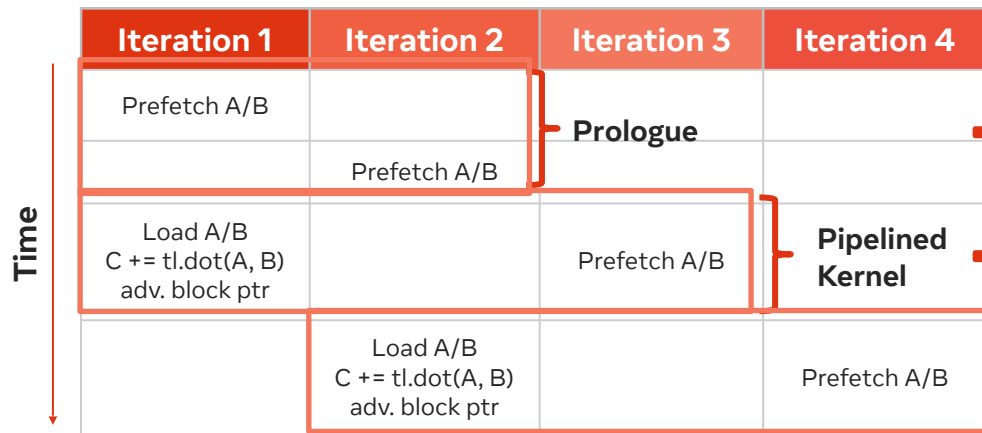 Iteration 1
Iteration 2
Iteration 3
Iteration 4
Time
Prefetch A/B
Prologue
Prefetch A/B
Load A/B
C += tl.dot(A, B)
adv. block ptr
Prefetch A/B
Pipelined
Kernel
Load A/B
C += tl.dot(A, B)
adv. block ptr
Prefetch A/B